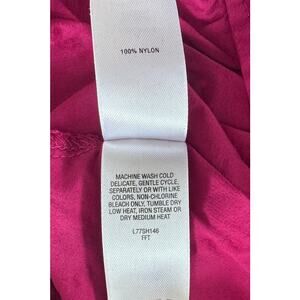 100% NYLON
MACHINE WASH COLD
DELICATE, GENTLE CYCLE,
SEPARATELY OR WITH LIKE
COLORS, NON-CHLORINE
BLEACH ONLY, TUMBLE DRY
LOW HEAT, IRON STEAM OR
DRY MEDIUM HEAT
L77SH146
FFT